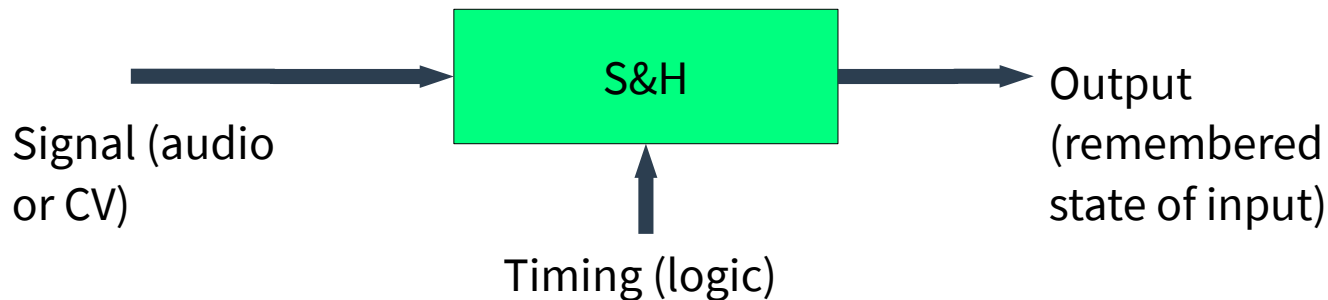 S&H
Signal (audio
or CV)
Output
(remembered
state of input)
Timing (logic)